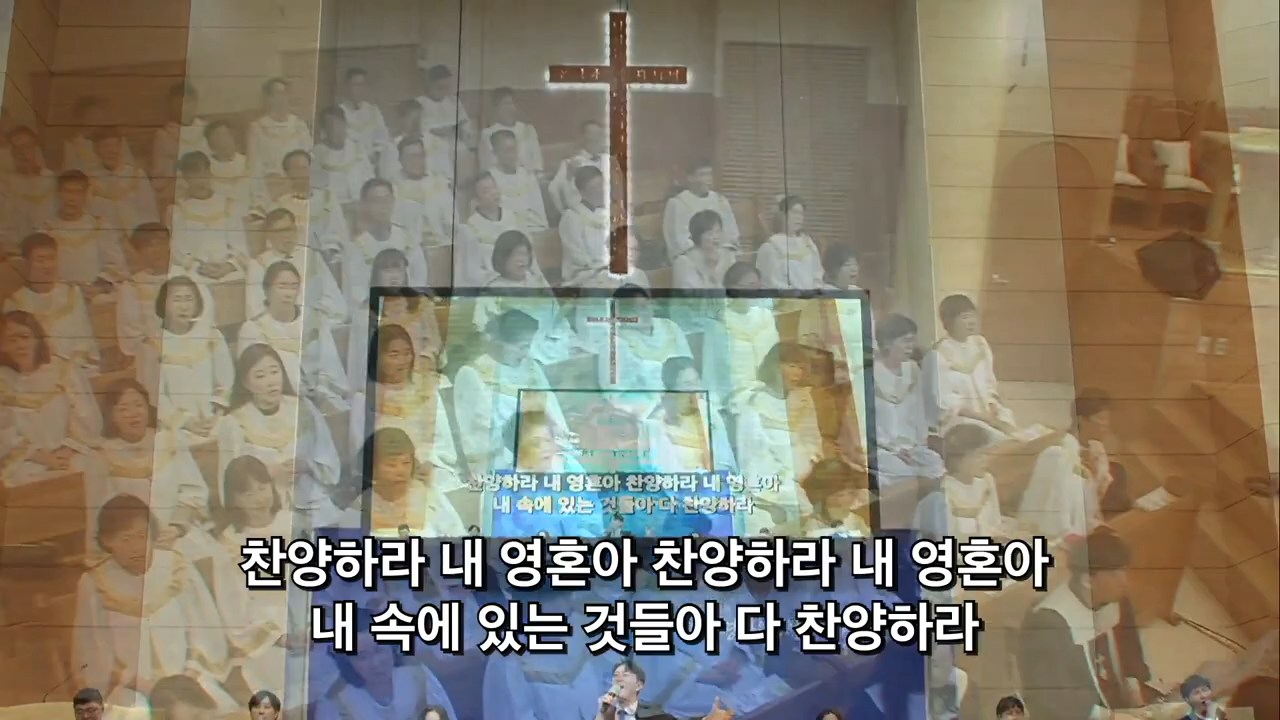 찬양하라 내 영혼아 찬양하라 내 영혼아
내 속에 있는 것들아 다 찬양하라
찬양하라 내 영혼아 찬양하라 내 영혼아
내 속에 있는 것들아 다 찬양하라